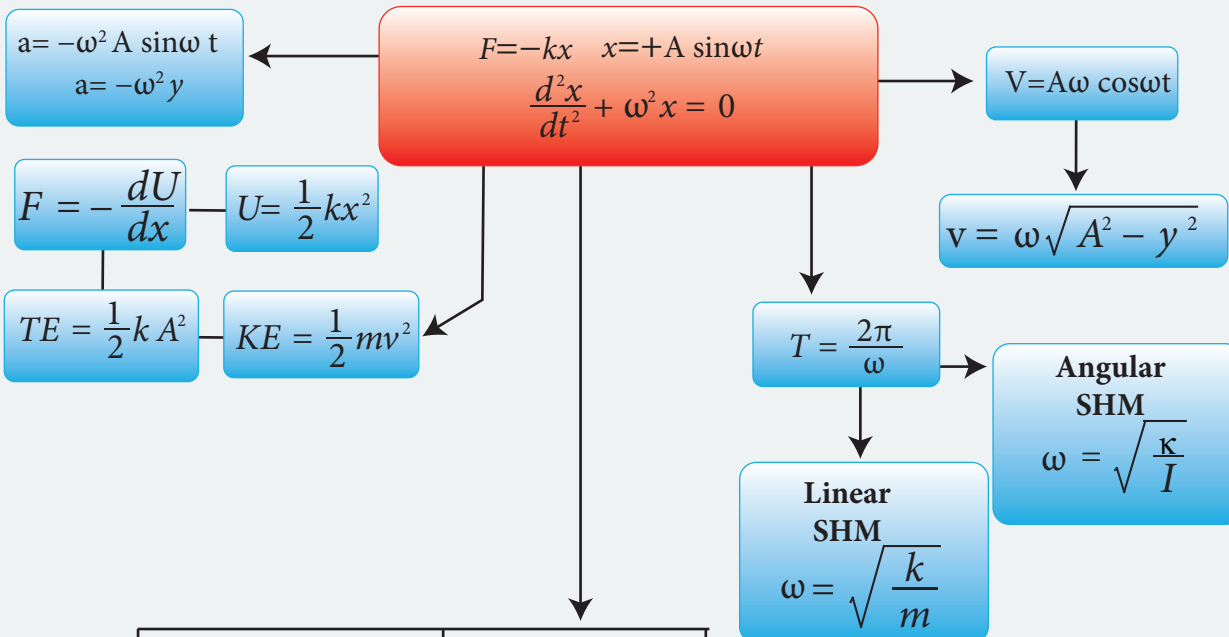 a= −ω² A sinω t
a= −ω² y
F=−kx x=+A sinωt
d²x/dt² + ω² x = 0
V=Aω cosωt
v = ω√(A² − y²)
F = − dU/dx
U= 1/2 kx²
TE = 1/2 k A²
KE = 1/2 mv²
T = 2π/ω
Angular
SHM
ω = √(κ/I)
Linear
SHM
ω = √(k/m)